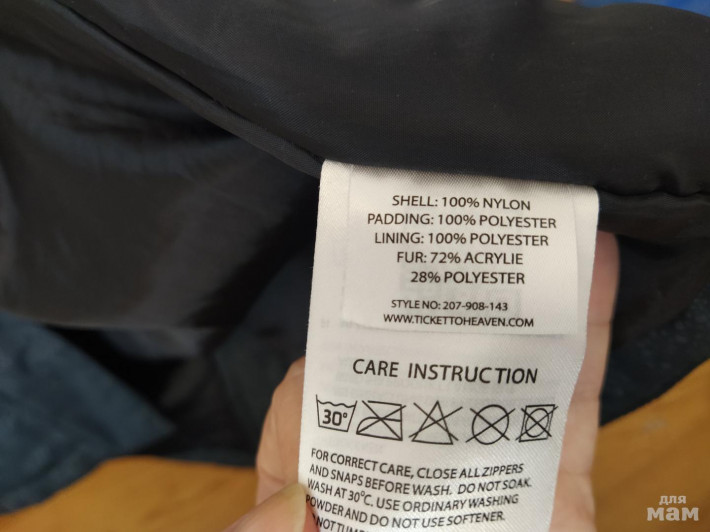 SHELL: 100% NYLON
PADDING: 100% POLYESTER
LINING: 100% POLYESTER
FUR: 72% ACRYLIE
28% POLYESTER
STYLE NO: 207-908-143
WWW.TICKETTOHEAVEN.COM
CARE INSTRUCTION
30°
FOR CORRECT CARE, CLOSE ALL ZIPPERS
AND SNAPS BEFORE WASH. DO NOT SOAK.
WASH AT 30°C. USE ORDINARY WASHING
POWDER AND DO NOT USE SOFTENER.
для
мам